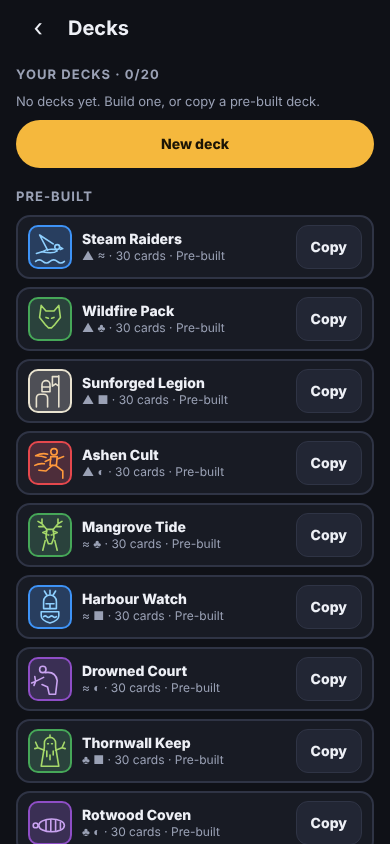 ‹ Decks
YOUR DECKS · 0/20
No decks yet. Build one, or copy a pre-built deck.
New deck
PRE-BUILT
Steam Raiders
▲ ≈ · 30 cards · Pre-built
Copy
Wildfire Pack
▲ ♣ · 30 cards · Pre-built
Copy
Sunforged Legion
▲ ■ · 30 cards · Pre-built
Copy
Ashen Cult
▲ ◖ · 30 cards · Pre-built
Copy
Mangrove Tide
≈ ♣ · 30 cards · Pre-built
Copy
Harbour Watch
≈ ■ · 30 cards · Pre-built
Copy
Drowned Court
≈ ◖ · 30 cards · Pre-built
Copy
Thornwall Keep
♣ ■ · 30 cards · Pre-built
Copy
Rotwood Coven
♣ ◖ · 30 cards · Pre-built
Copy